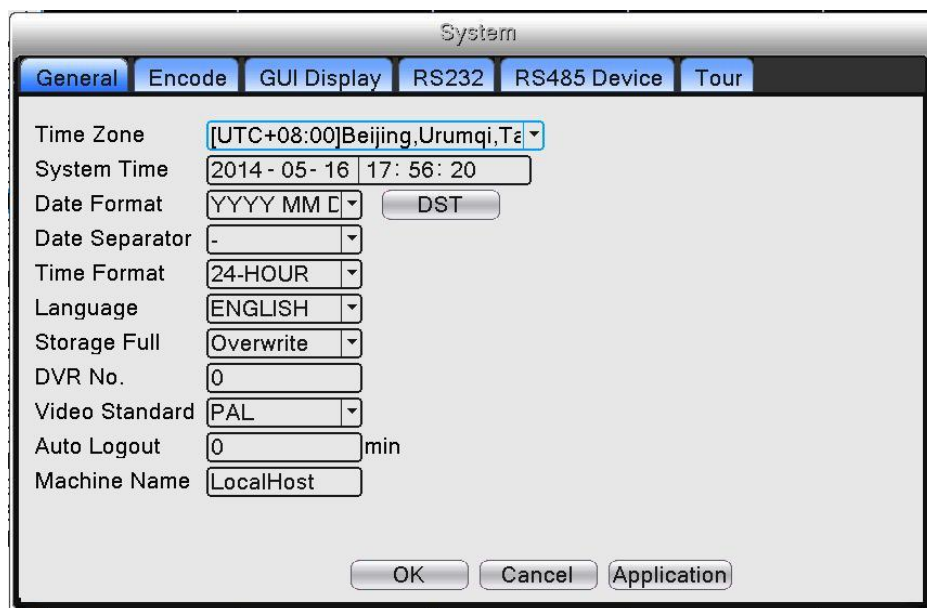 System
General Encode GUI Display RS232 RS485 Device Tour
Time Zone [UTC+08:00]Beijing,Urumqi,Ta
System Time 2014-05-16 17:56:20
Date Format YYYY MM D DST
Date Separator -
Time Format 24-HOUR
Language ENGLISH
Storage Full Overwrite
DVR No. 0
Video Standard PAL
Auto Logout 0 min
Machine Name LocalHost
OK Cancel Application